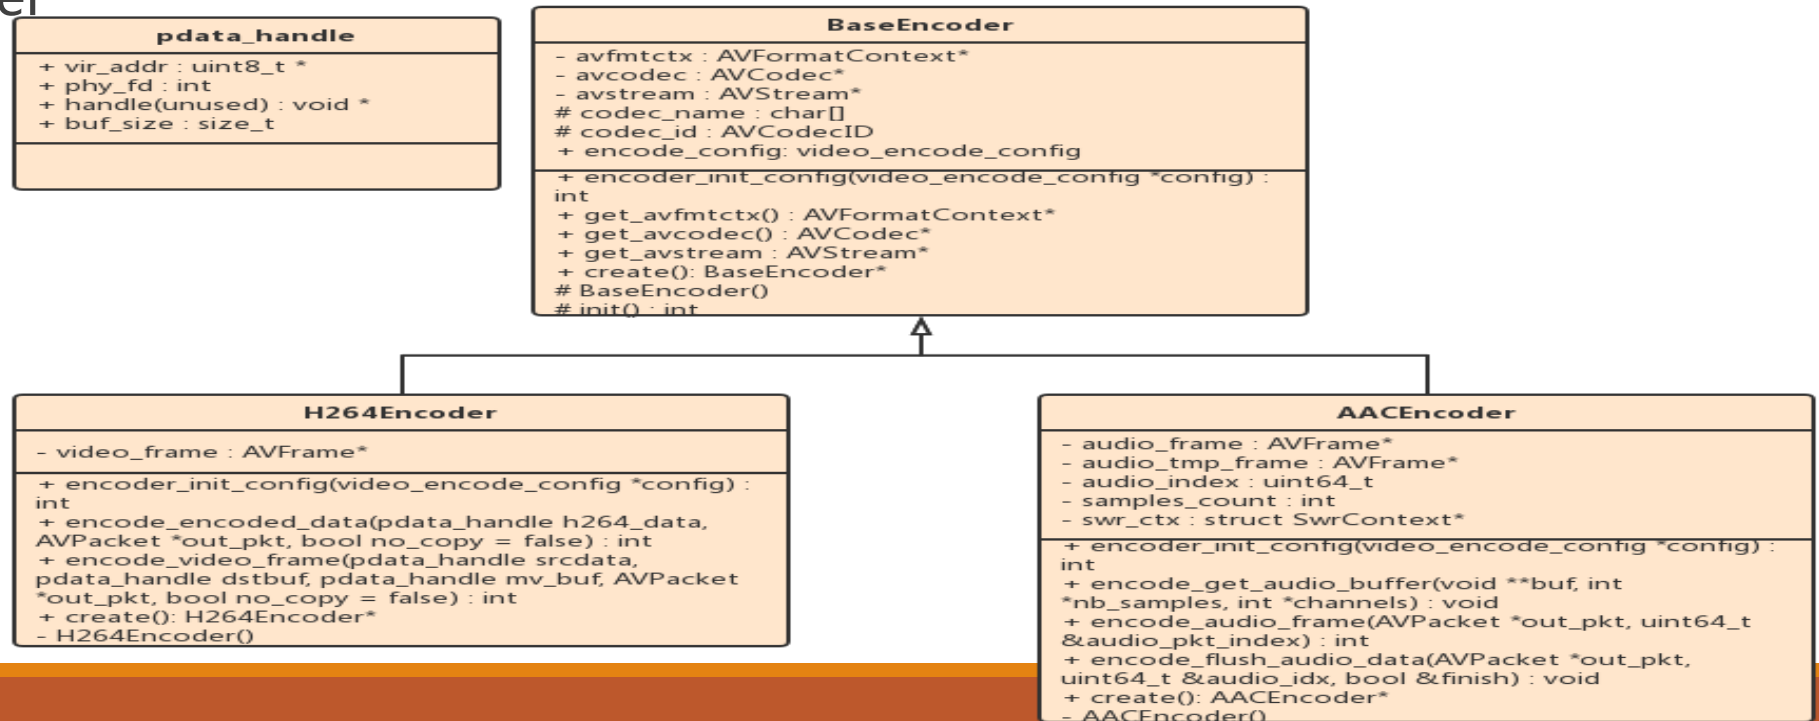 er
pdata_handle
+ vir_addr : uint8_t *
+ phy_fd : int
+ handle(unused) : void *
+ buf_size : size_t
BaseEncoder
- avfmtctx : AVFormatContext*
- avcodec : AVCodec*
- avstream : AVStream*
# codec_name : char[]
# codec_id : AVCodecID
+ encode_config: video_encode_config
+ encoder_init_config(video_encode_config *config) :
int
+ get_avfmtctx() : AVFormatContext*
+ get_avcodec() : AVCodec*
+ get_avstream : AVStream*
+ create(): BaseEncoder*
# BaseEncoder()
# init() : int
H264Encoder
- video_frame : AVFrame*
+ encoder_init_config(video_encode_config *config) :
int
+ encode_encoded_data(pdata_handle h264_data,
AVPacket *out_pkt, bool no_copy = false) : int
+ encode_video_frame(pdata_handle srcdata,
pdata_handle dstbuf, pdata_handle mv_buf, AVPacket
*out_pkt, bool no_copy = false) : int
+ create(): H264Encoder*
- H264Encoder()
AACEncoder
- audio_frame : AVFrame*
- audio_tmp_frame : AVFrame*
- audio_index : uint64_t
- samples_count : int
- swr_ctx : struct SwrContext*
+ encoder_init_config(video_encode_config *config) :
int
+ encode_get_audio_buffer(void **buf, int
*nb_samples, int *channels) : void
+ encode_audio_frame(AVPacket *out_pkt, uint64_t
&audio_pkt_index) : int
+ encode_flush_audio_data(AVPacket *out_pkt,
uint64_t &audio_idx, bool &finish) : void
+ create(): AACEncoder*
- AACEncoder()